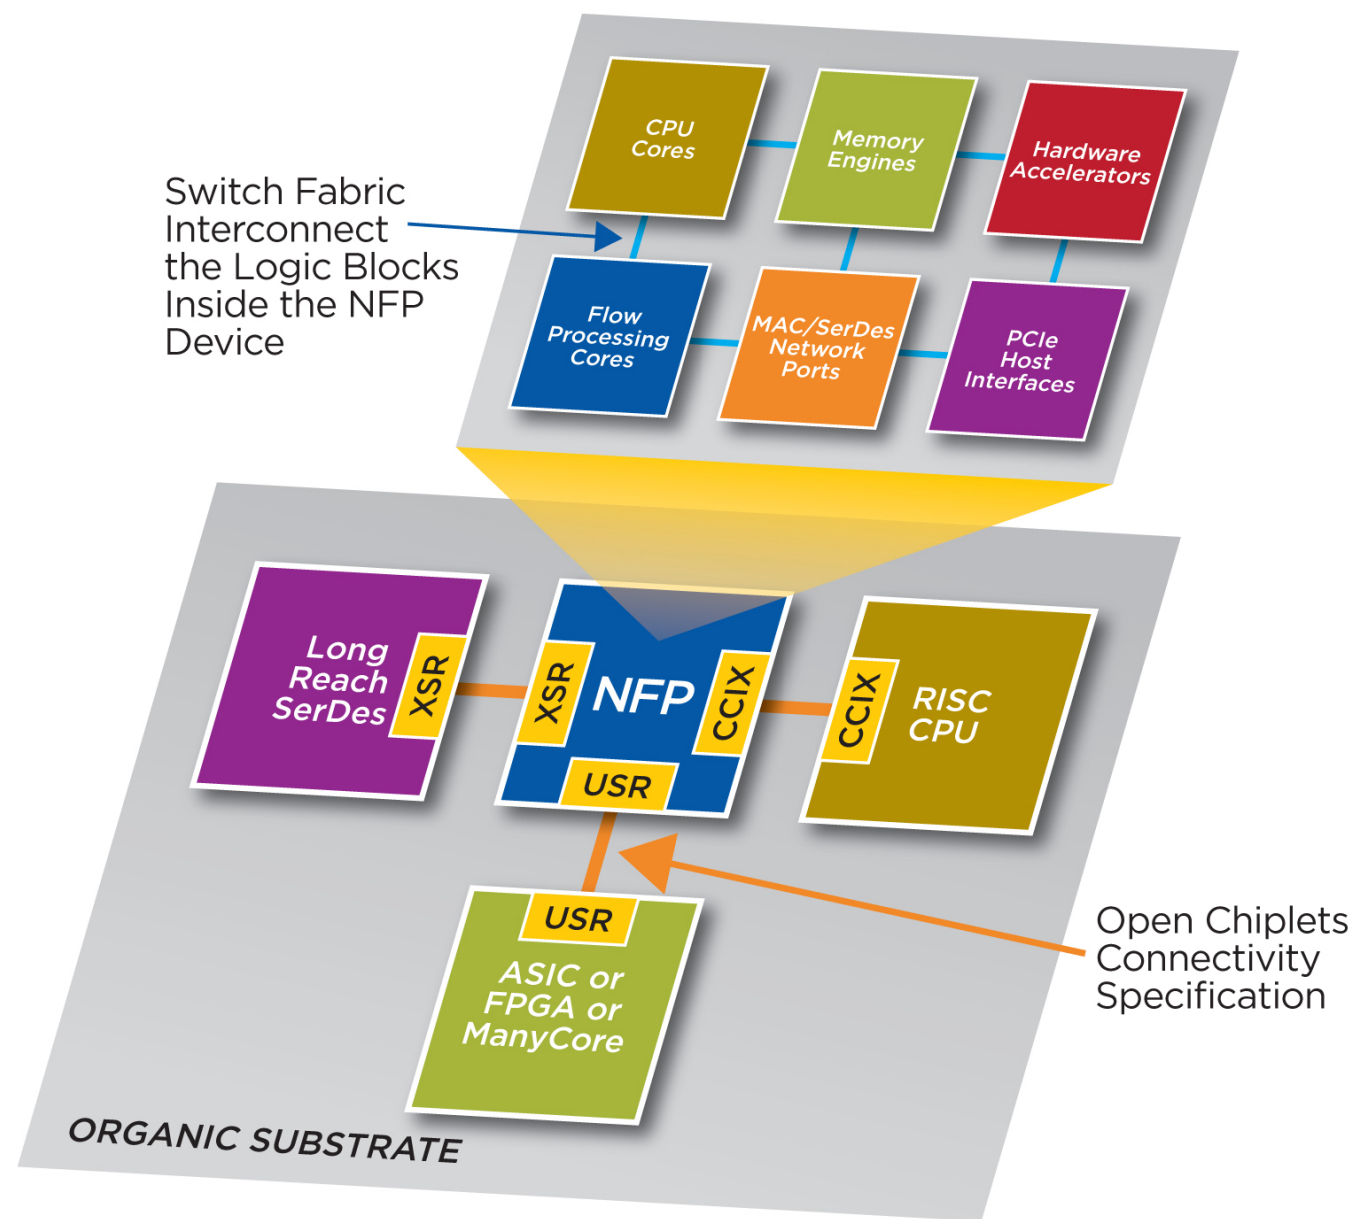 CPU
Cores
Memory
Engines
Hardware
Accelerators
Switch Fabric
Interconnect
the Logic Blocks
Inside the NFP
Device
Flow
Processing
Cores
MAC/SerDes
Network
Ports
PCIe
Host
Interfaces
Long
Reach
SerDes
XSR
XSR
NFP
CCIX
USR
CCIX
RISC
CPU
USR
ASIC or
FPGA or
ManyCore
Open Chiplets
Connectivity
Specification
ORGANIC SUBSTRATE